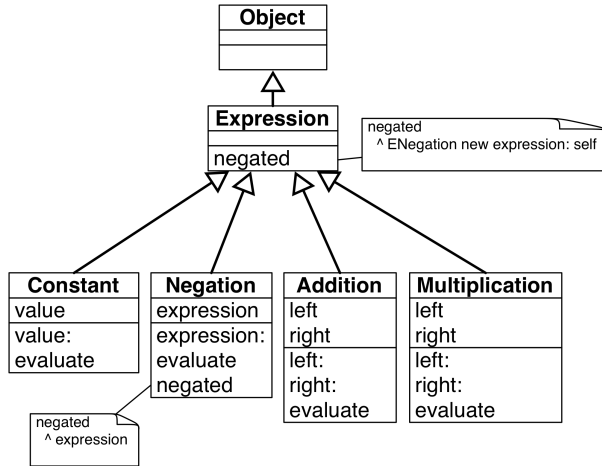 Object
Expression
negated
negated
^ ENegation new expression: self
Constant
value
value:
evaluate
Negation
expression
expression:
evaluate
negated
Addition
left
right
left:
right:
evaluate
Multiplication
left
right
left:
right:
evaluate
negated
^ expression